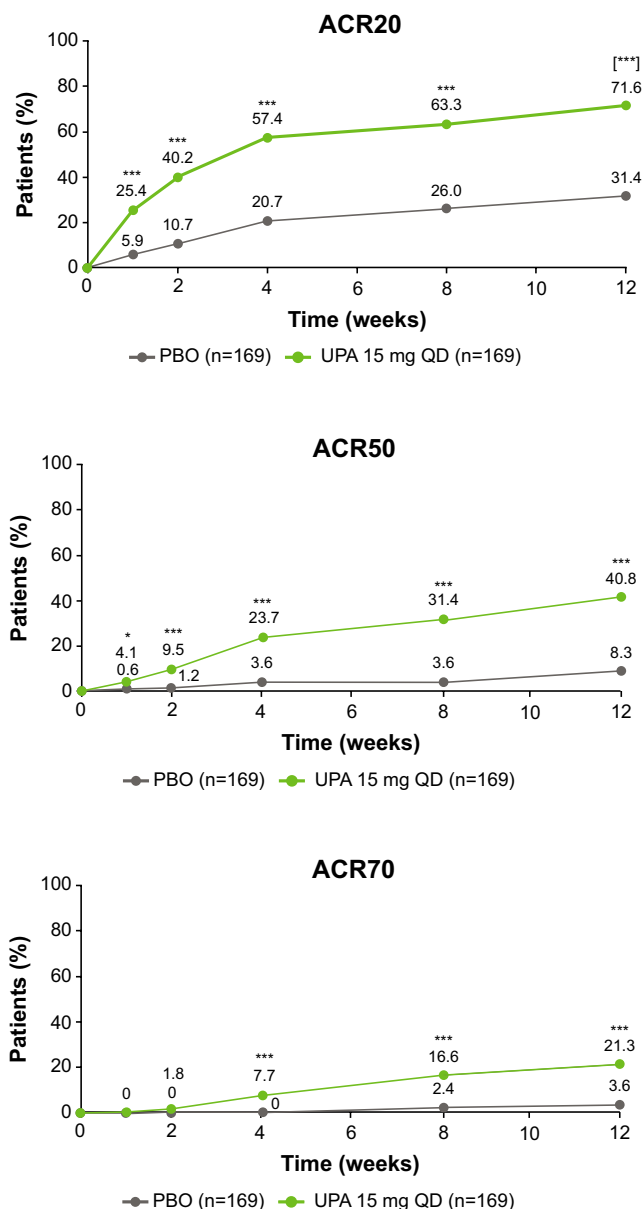 ACR20
Patients (%)
100
80
60
40
20
0
*** *** *** *** [***]
25.4 40.2 57.4 63.3 71.6
5.9 10.7 20.7 26.0 31.4
0 2 4 6 8 10 12
Time (weeks)
PBO (n=169) UPA 15 mg QD (n=169)
ACR50
Patients (%)
100
80
60
40
20
0
* *** *** *** ***
4.1 9.5 23.7 31.4 40.8
0.6 1.2 3.6 3.6 8.3
0 2 4 6 8 10 12
Time (weeks)
PBO (n=169) UPA 15 mg QD (n=169)
ACR70
Patients (%)
100
80
60
40
20
0
*** *** ***
0 1.8 7.7 16.6 21.3
0 0 2.4 3.6
0 2 4 6 8 10 12
Time (weeks)
PBO (n=169) UPA 15 mg QD (n=169)